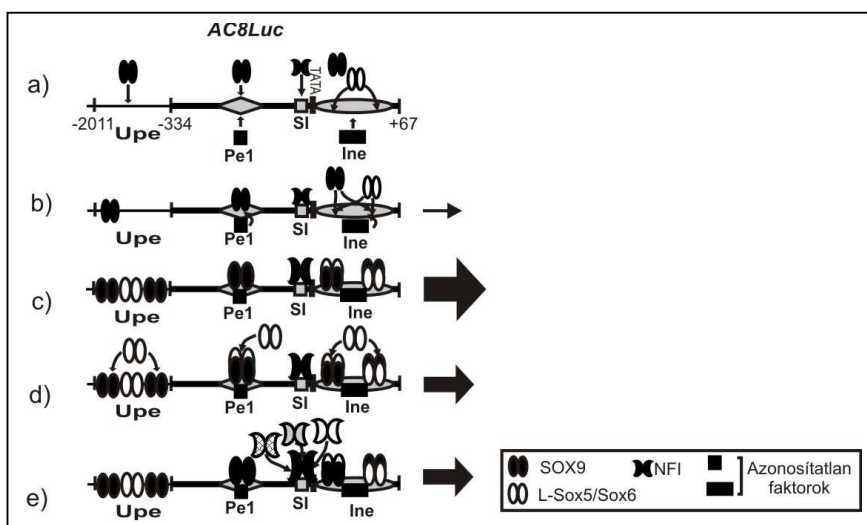 AC8Luc
a)
TATA
-2011 Upe -334 Pe1 SI Ine +67
b)
Upe Pe1 SI Ine
c)
Upe Pe1 SI Ine
d)
Upe Pe1 SI Ine
e)
Upe Pe1 SI Ine
SOX9 NFI Azonosítatlan
L-Sox5/Sox6 faktorok